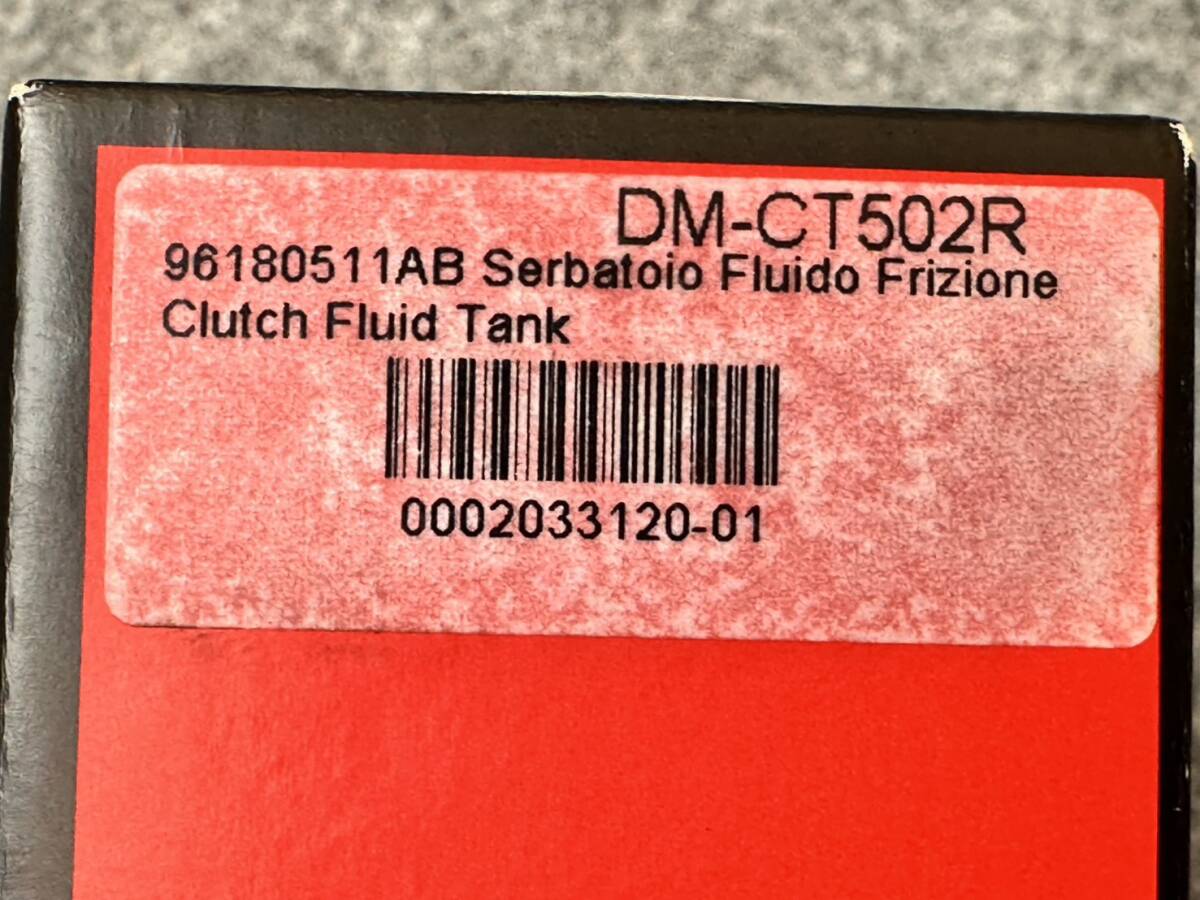 DM-CT502R
96180511AB Serbatoio Fluido Frizione
Clutch Fluid Tank
0002033120-01